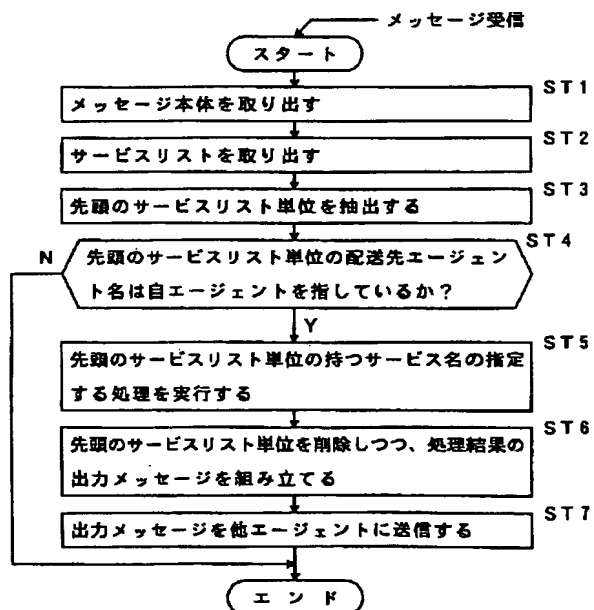 メッセージ受信
スタート
ST1
メッセージ本体を取り出す
ST2
サービスリストを取り出す
ST3
先頭のサービスリスト単位を抽出する
ST4
N
先頭のサービスリスト単位の配送先エージェン
ト名は自エージェントを指しているか?
Y
ST5
先頭のサービスリスト単位の持つサービス名の指定
する処理を実行する
ST6
先頭のサービスリスト単位を削除しつつ、処理結果の
出力メッセージを組み立てる
ST7
出力メッセージを他エージェントに送信する
エンド